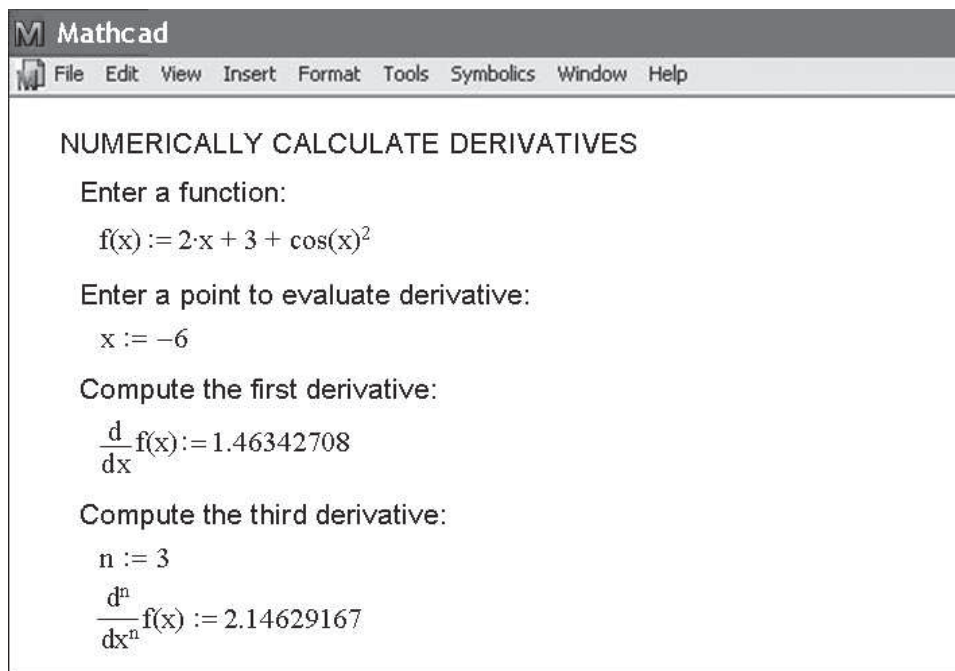 Mathcad
File Edit View Insert Format Tools Symbolics Window Help
NUMERICALLY CALCULATE DERIVATIVES
Enter a function:
f(x) := 2·x + 3 + cos(x)²
Enter a point to evaluate derivative:
x := −6
Compute the first derivative:
d/dx f(x) := 1.46342708
Compute the third derivative:
n := 3
dⁿ/dxⁿ f(x) := 2.14629167